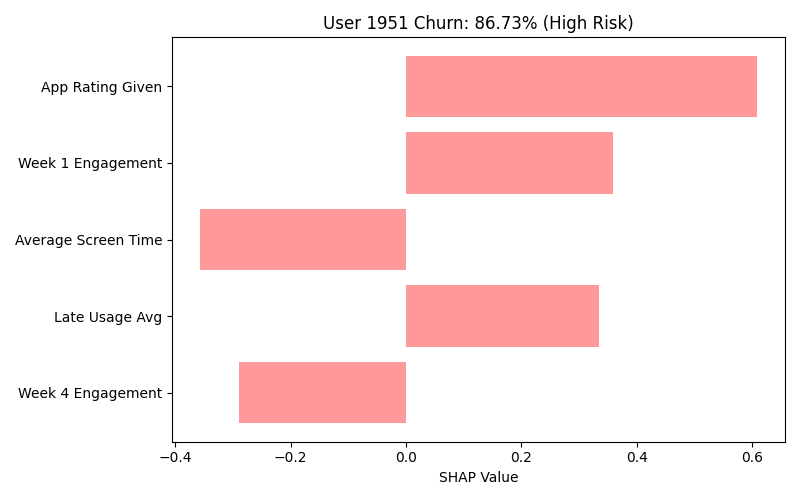 User 1951 Churn: 86.73% (High Risk)
App Rating Given
Week 1 Engagement
Average Screen Time
Late Usage Avg
Week 4 Engagement
−0.4 −0.2 0.0 0.2 0.4 0.6
SHAP Value